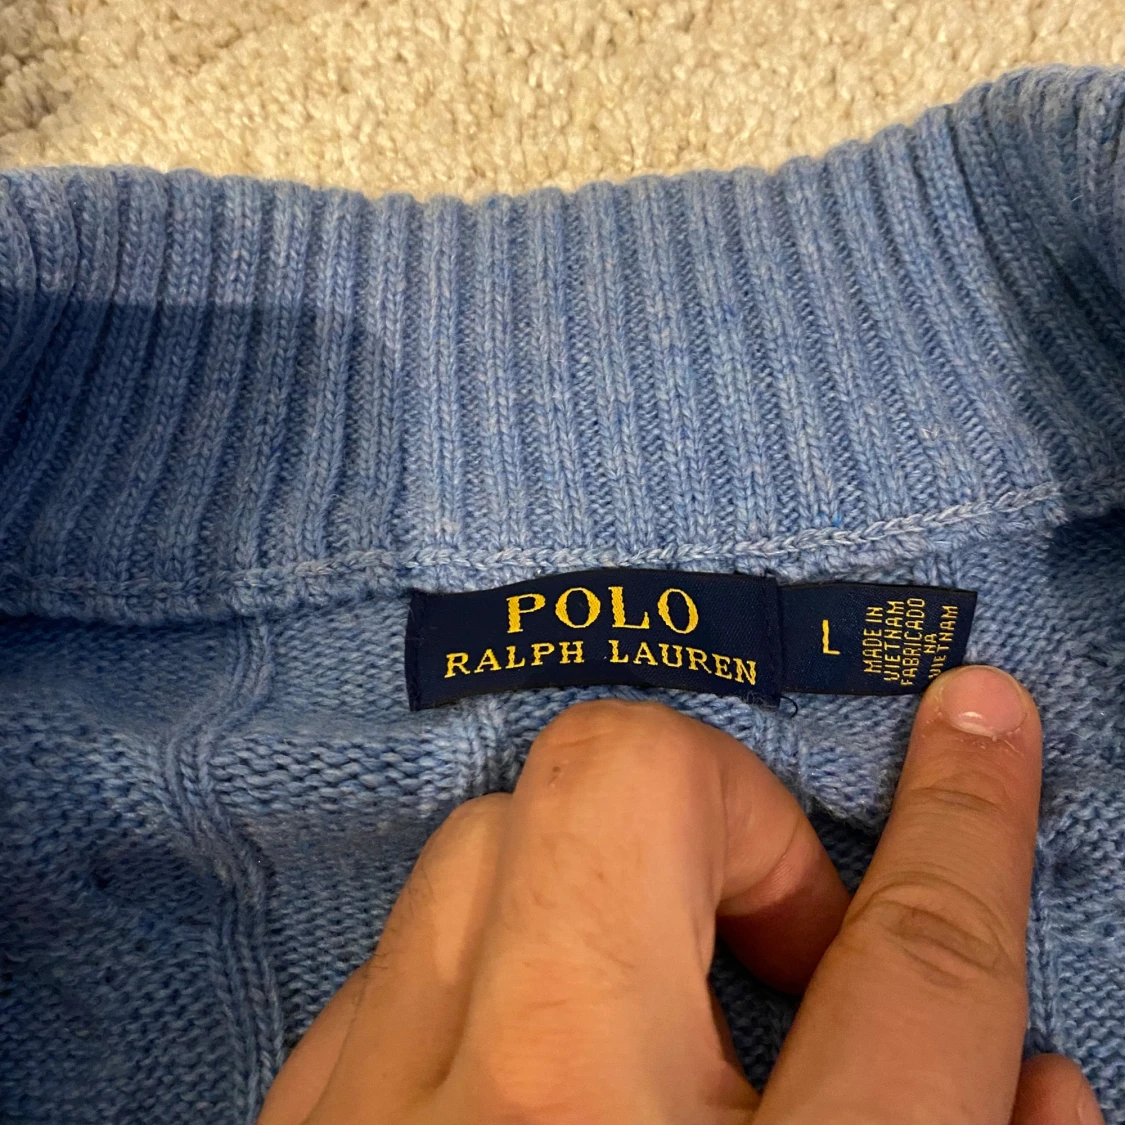 POLO
RALPH LAUREN
L
MADE IN
VIETNAM
FABRICADO
NA
VIETNAM